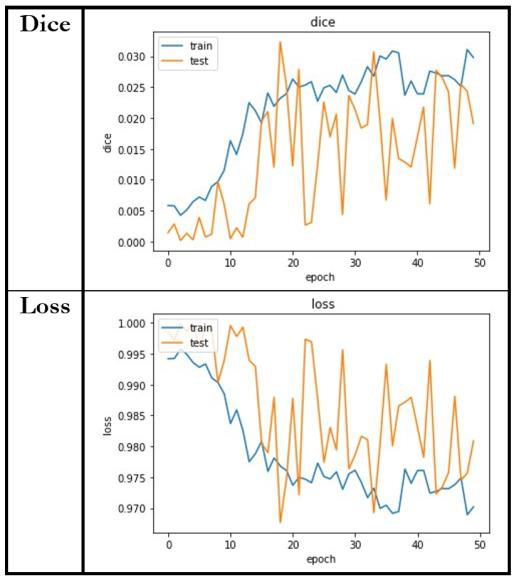 Dice
dice
train
test
0.030
0.025
0.020
0.015
0.010
0.005
0.000
dice
0 10 20 30 40 50
epoch
Loss
loss
train
test
1.000
0.995
0.990
0.985
0.980
0.975
0.970
loss
0 10 20 30 40 50
epoch